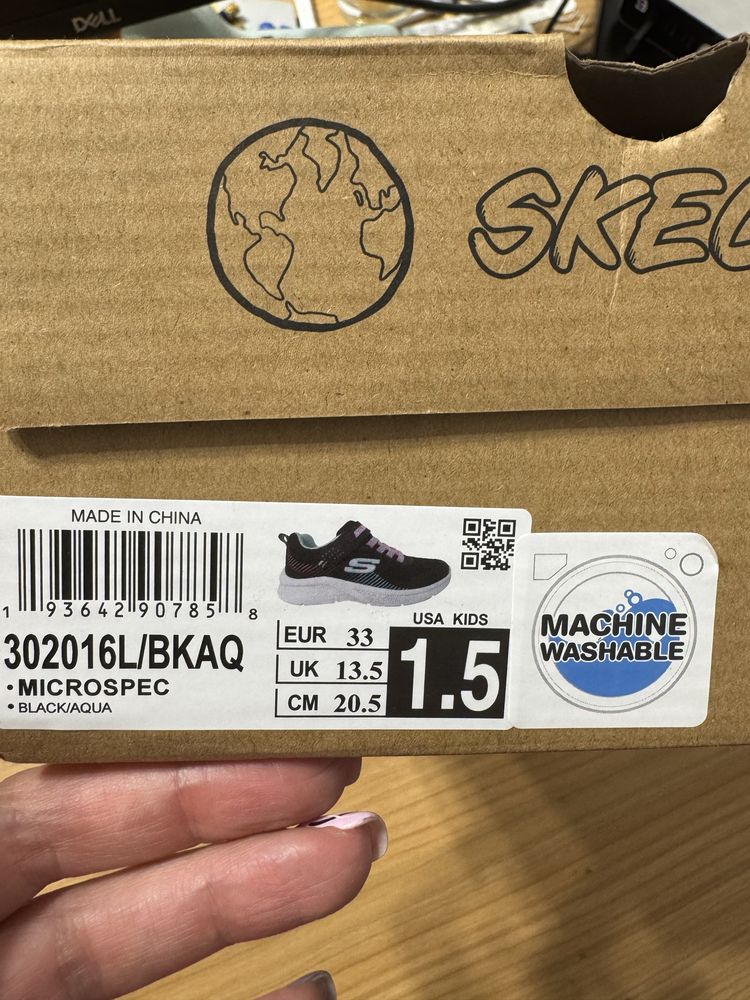 DELL
SKEC
MADE IN CHINA
1 93642 90785 8
302016L/BKAQ
• MICROSPEC
• BLACK/AQUA
S
USA KIDS
EUR 33
UK 13.5
CM 20.5
1.5
MACHINE
WASHABLE